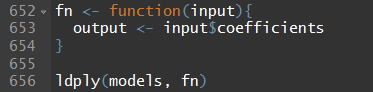 652 fn <- function(input){
653   output <- input$coefficients
654 }
655
656 ldply(models, fn)